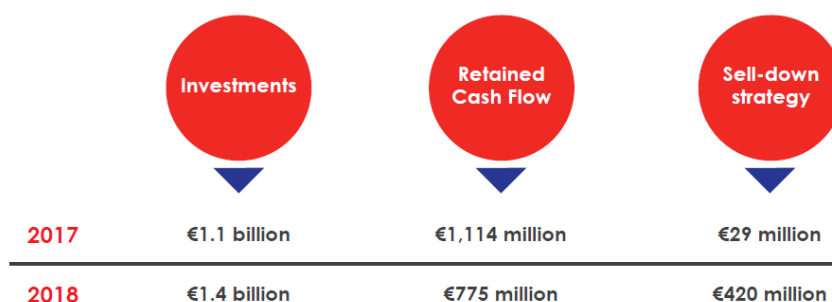 Investments
Retained
Cash Flow
Sell-down
strategy
2017 €1.1 billion €1,114 million €29 million
2018 €1.4 billion €775 million €420 million